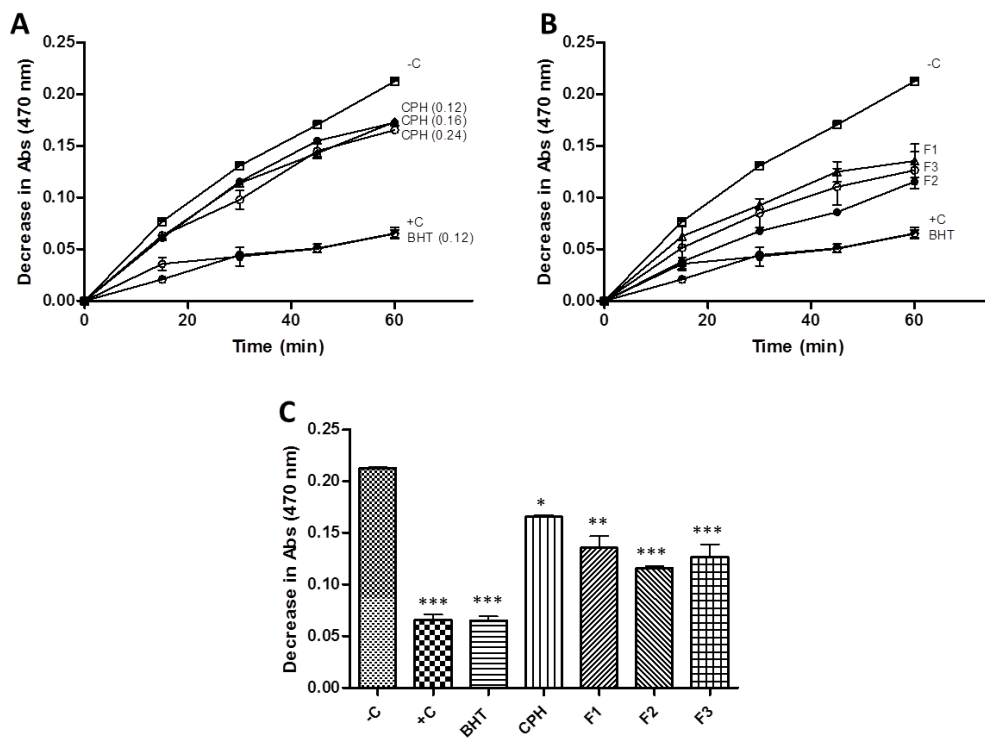 A
Decrease in Abs (470 nm)
0.25
0.20
0.15
0.10
0.05
0.00
0
20
40
60
Time (min)
-C
CPH (0.12)
CPH (0.16)
CPH (0.24)
+C
BHT (0.12)
B
Decrease in Abs (470 nm)
0.25
0.20
0.15
0.10
0.05
0.00
0
20
40
60
Time (min)
-C
F1
F3
F2
+C
BHT
C
Decrease in Abs (470 nm)
0.25
0.20
0.15
0.10
0.05
0.00
***
***
*
**
***
***
-C
+C
BHT
CPH
F1
F2
F3